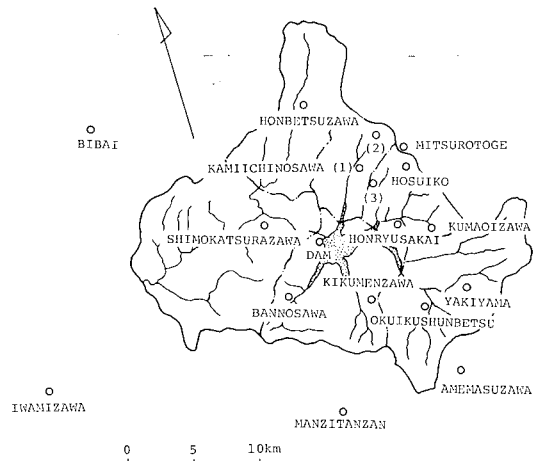 HONBETSUZAWA
BIBAI
(2)
MITSUROTOGE
KAMIICHINOSAWA (1)
HOSUIKO
(3)
SHIMOKATSURAZAWA
HONRYUSAKAI
KUMAOIZAWA
DAM
KIKUMENZAWA
YAKIYAMA
BANNOSAWA
OKUIKUSHUNBETSU
AMEMASUZAWA
IWAMIZAWA
MANZITANZAN
0 5 10km